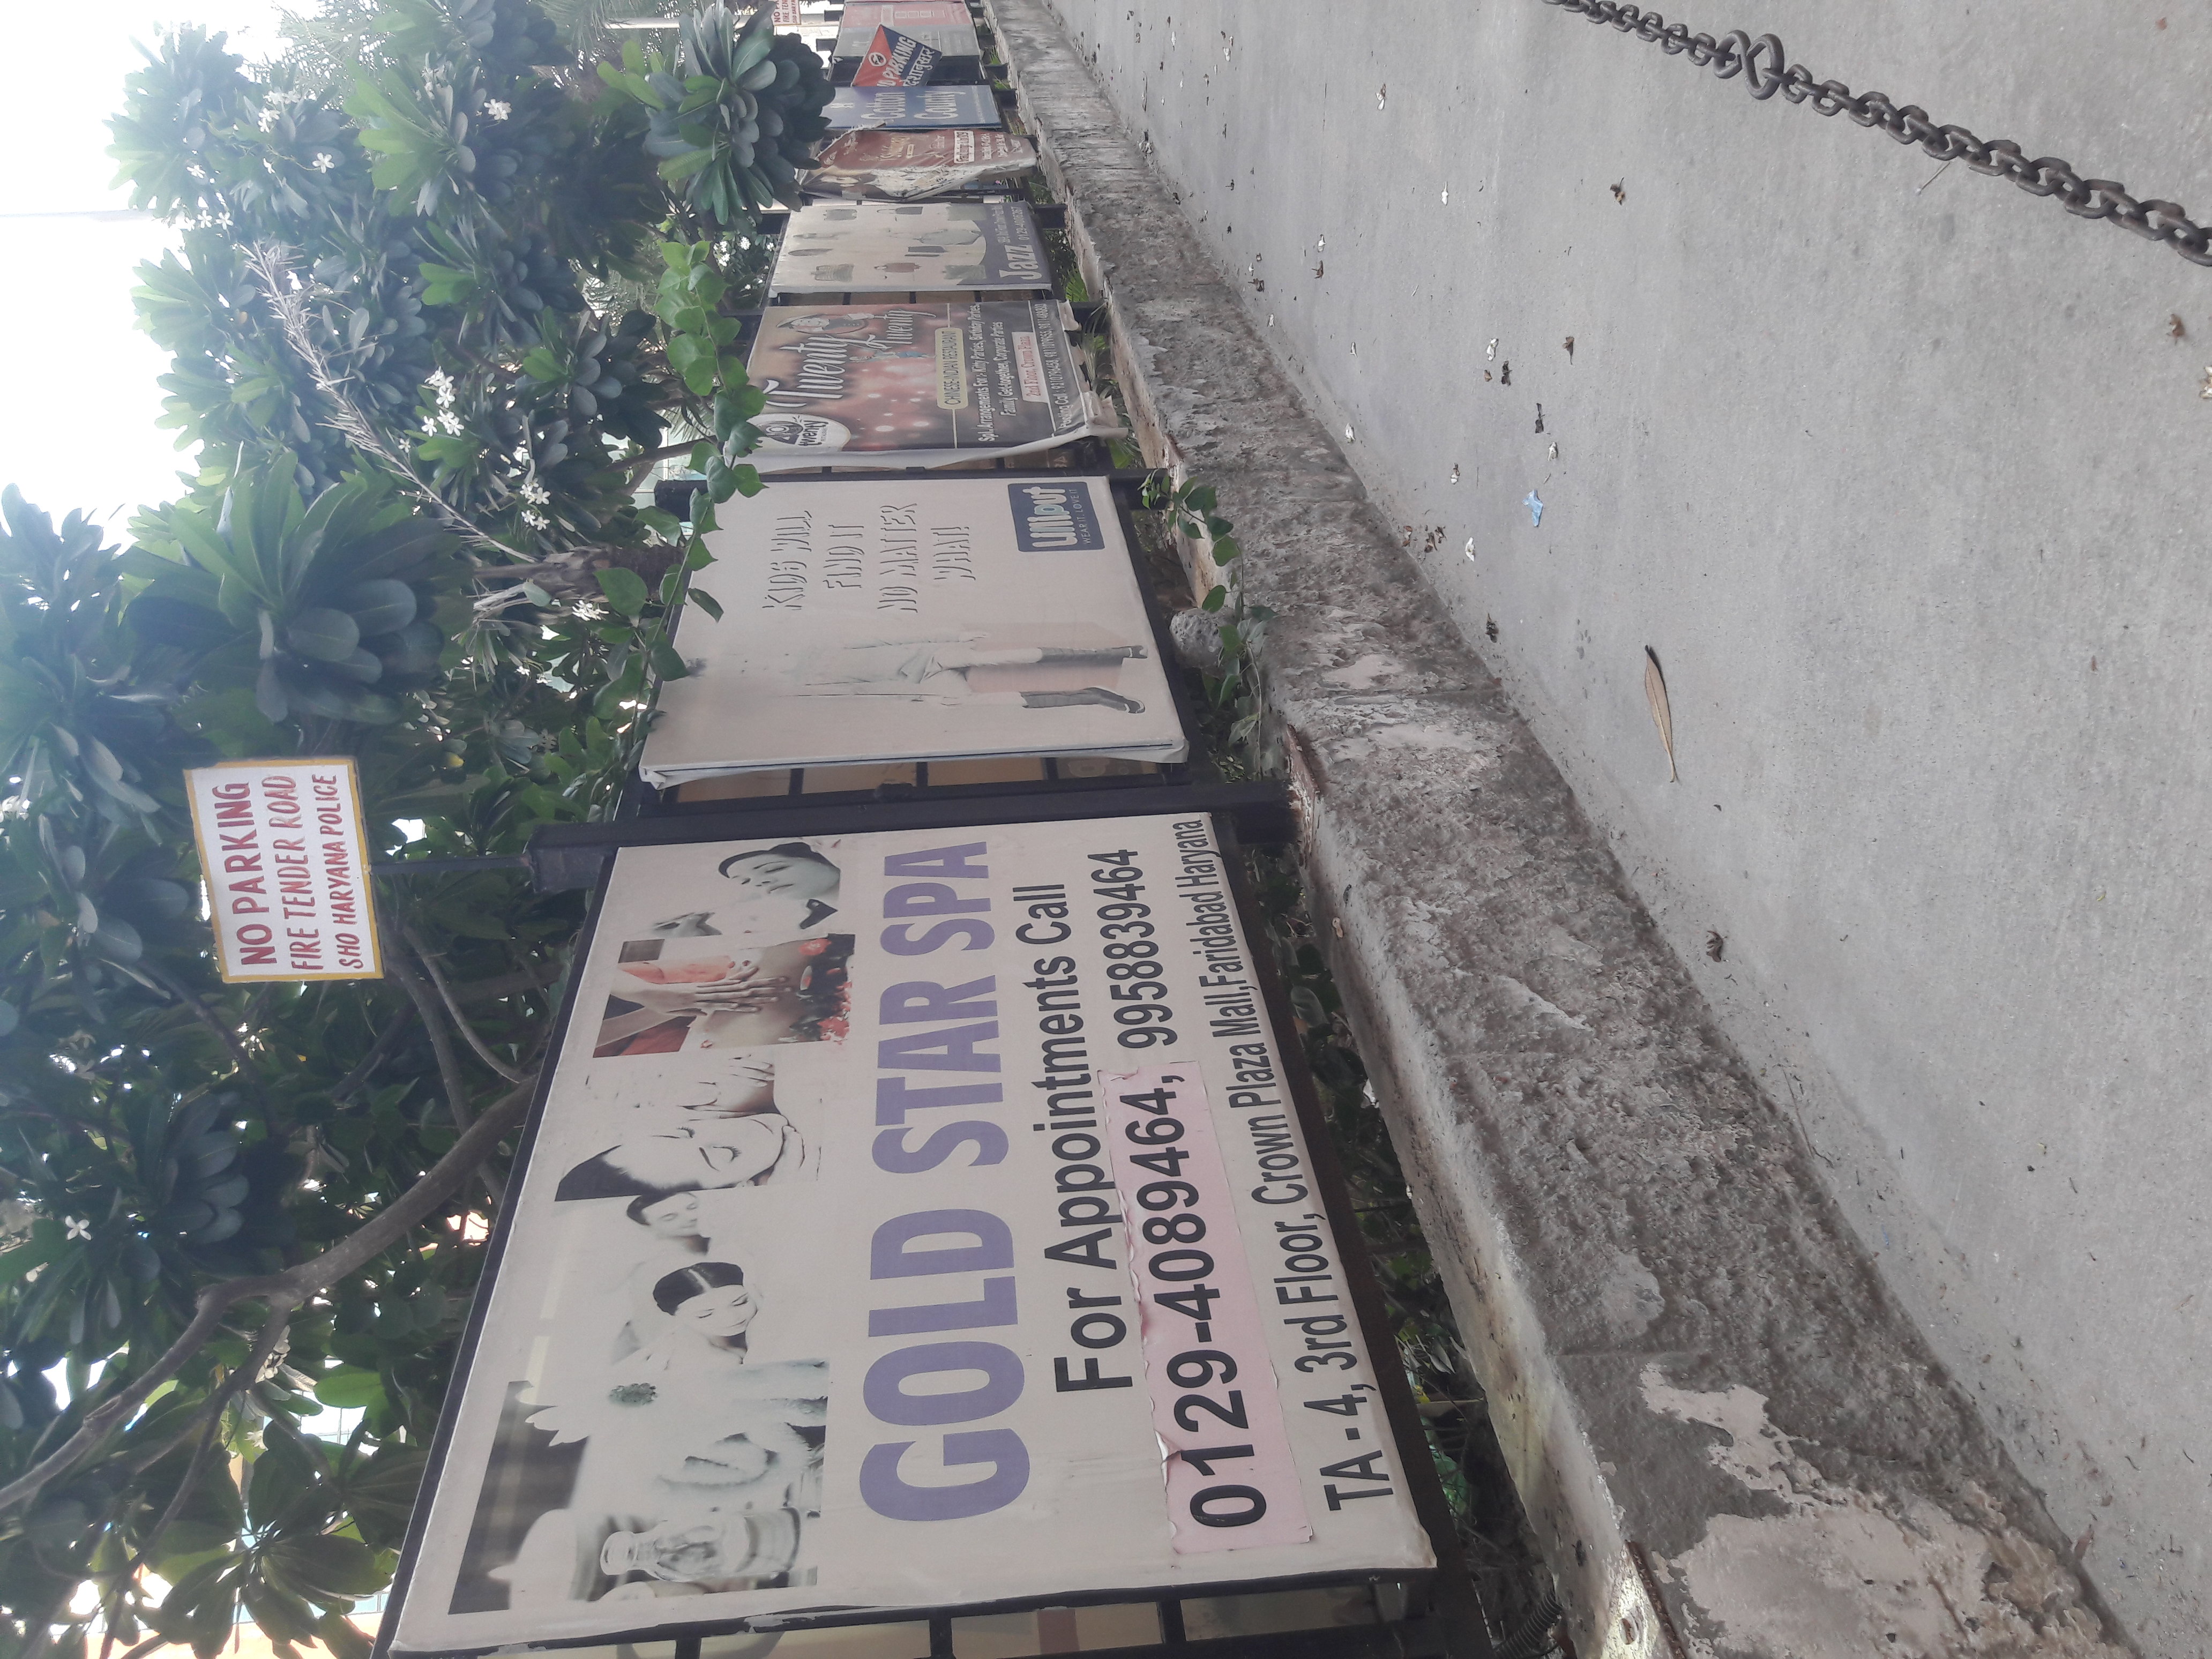 NO PARKING
FIRE TENDER ROAD
SHO HARYANA POLICE
GOLD STAR SPA
For Appointments Call
0129-4089464, 9958839464
TA - 4, 3rd Floor, Crown Plaza Mall, Faridabad Haryana
KIDS WILL
FIND IT
NO MATTER
WHAT!
Lilliput
WEAR IT. LOVE IT
twenty
Twenty
Twenty
CHINESE-INDIAN RESTAURANT
Spl. Arrangements For :- Kitty Parties, Birthday Parties,
Family Get-together, Corporate Parties
2nd Floor, Crown Plaza
Jazz
Cotton
County
PARKING